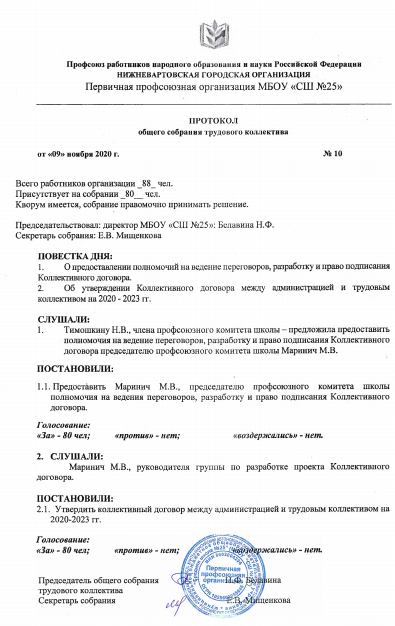 Профсоюз работников народного образования и науки Российской Федерации
НИЖНЕВАРТОВСКАЯ ГОРОДСКАЯ ОРГАНИЗАЦИЯ
Первичная профсоюзная организация МБОУ «СШ №25»
ПРОТОКОЛ
общего собрания трудового коллектива
от «09» ноября 2020 г. № 10
Всего работников организации _88_ чел.
Присутствует на собрании _80__ чел.
Кворум имеется, собрание правомочно принимать решение.
Председательствовал: директор МБОУ «СШ №25»: Белавина Н.Ф.
Секретарь собрания: Е.В. Мищенкова
ПОВЕСТКА ДНЯ:
1. О предоставлении полномочий на ведение переговоров, разработку и право подписания
Коллективного договора.
2. Об утверждении Коллективного договора между администрацией и трудовым
коллективом на 2020 - 2023 гг.
СЛУШАЛИ:
1. Тимошкину Н.В., члена профсоюзного комитета школы – предложила предоставить
полномочия на ведение переговоров, разработку и право подписания Коллективного
договора председателю профсоюзного комитета школы Маринич М.В.
ПОСТАНОВИЛИ:
1.1. Предоставить Маринич М.В., председателю профсоюзного комитета школы
полномочия на ведения переговоров, разработку и право подписания Коллективного
договора.
Голосование:
«За» - 80 чел; «против» - нет; «воздержались» - нет.
2. СЛУШАЛИ:
Маринич М.В., руководителя группы по разработке проекта Коллективного
договора.
ПОСТАНОВИЛИ:
2.1. Утвердить коллективный договор между администрацией и трудовым коллективом на
2020-2023 гг.
Голосование:
«За» - 80 чел; «против» - нет; «воздержались» - нет.
Председатель общего собрания Н.Ф. Белавина
трудового коллектива
Секретарь собрания Е.В. Мищенкова
Первичная
профсоюзная
организация